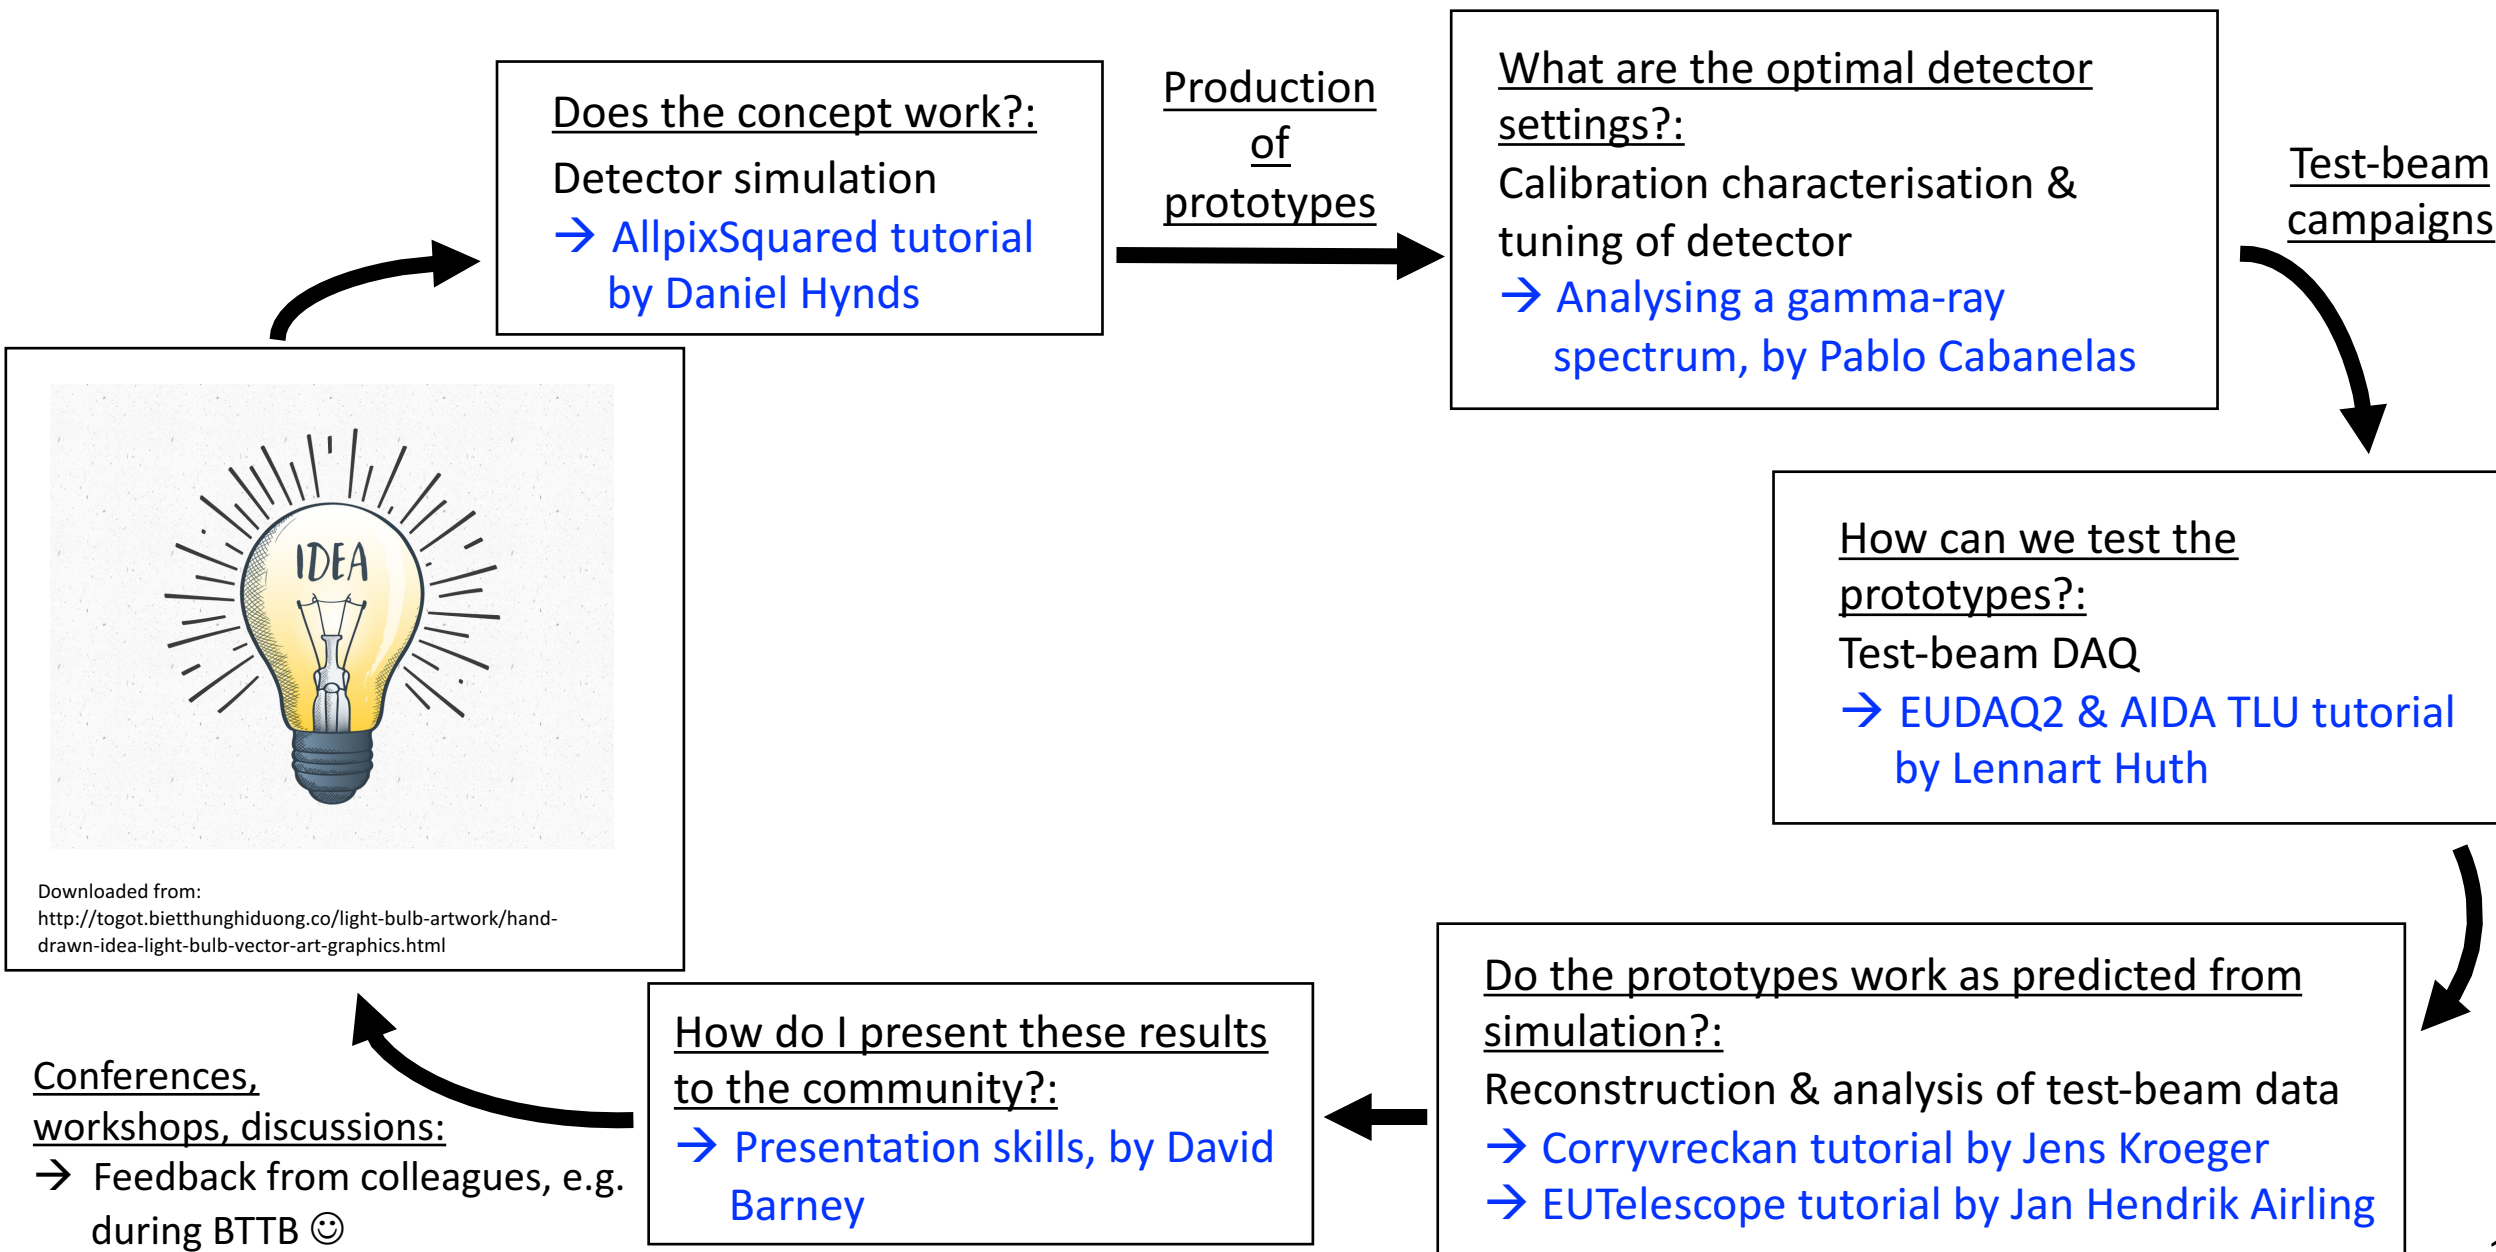 Does the concept work?:
Detector simulation
→ AllpixSquared tutorial
by Daniel Hynds
Production
of
prototypes
What are the optimal detector
settings?:
Calibration characterisation &
tuning of detector
→ Analysing a gamma-ray
spectrum, by Pablo Cabanelas
Test-beam
campaigns
How can we test the
prototypes?:
Test-beam DAQ
→ EUDAQ2 & AIDA TLU tutorial
by Lennart Huth
Do the prototypes work as predicted from
simulation?:
Reconstruction & analysis of test-beam data
→ Corryvreckan tutorial by Jens Kroeger
→ EUTelescope tutorial by Jan Hendrik Airling
How do I present these results
to the community?:
→ Presentation skills, by David
Barney
Conferences,
workshops, discussions:
→ Feedback from colleagues, e.g.
during BTTB ☺
IDEA
Downloaded from:
http://togot.bietthunghiduong.co/light-bulb-artwork/hand-
drawn-idea-light-bulb-vector-art-graphics.html